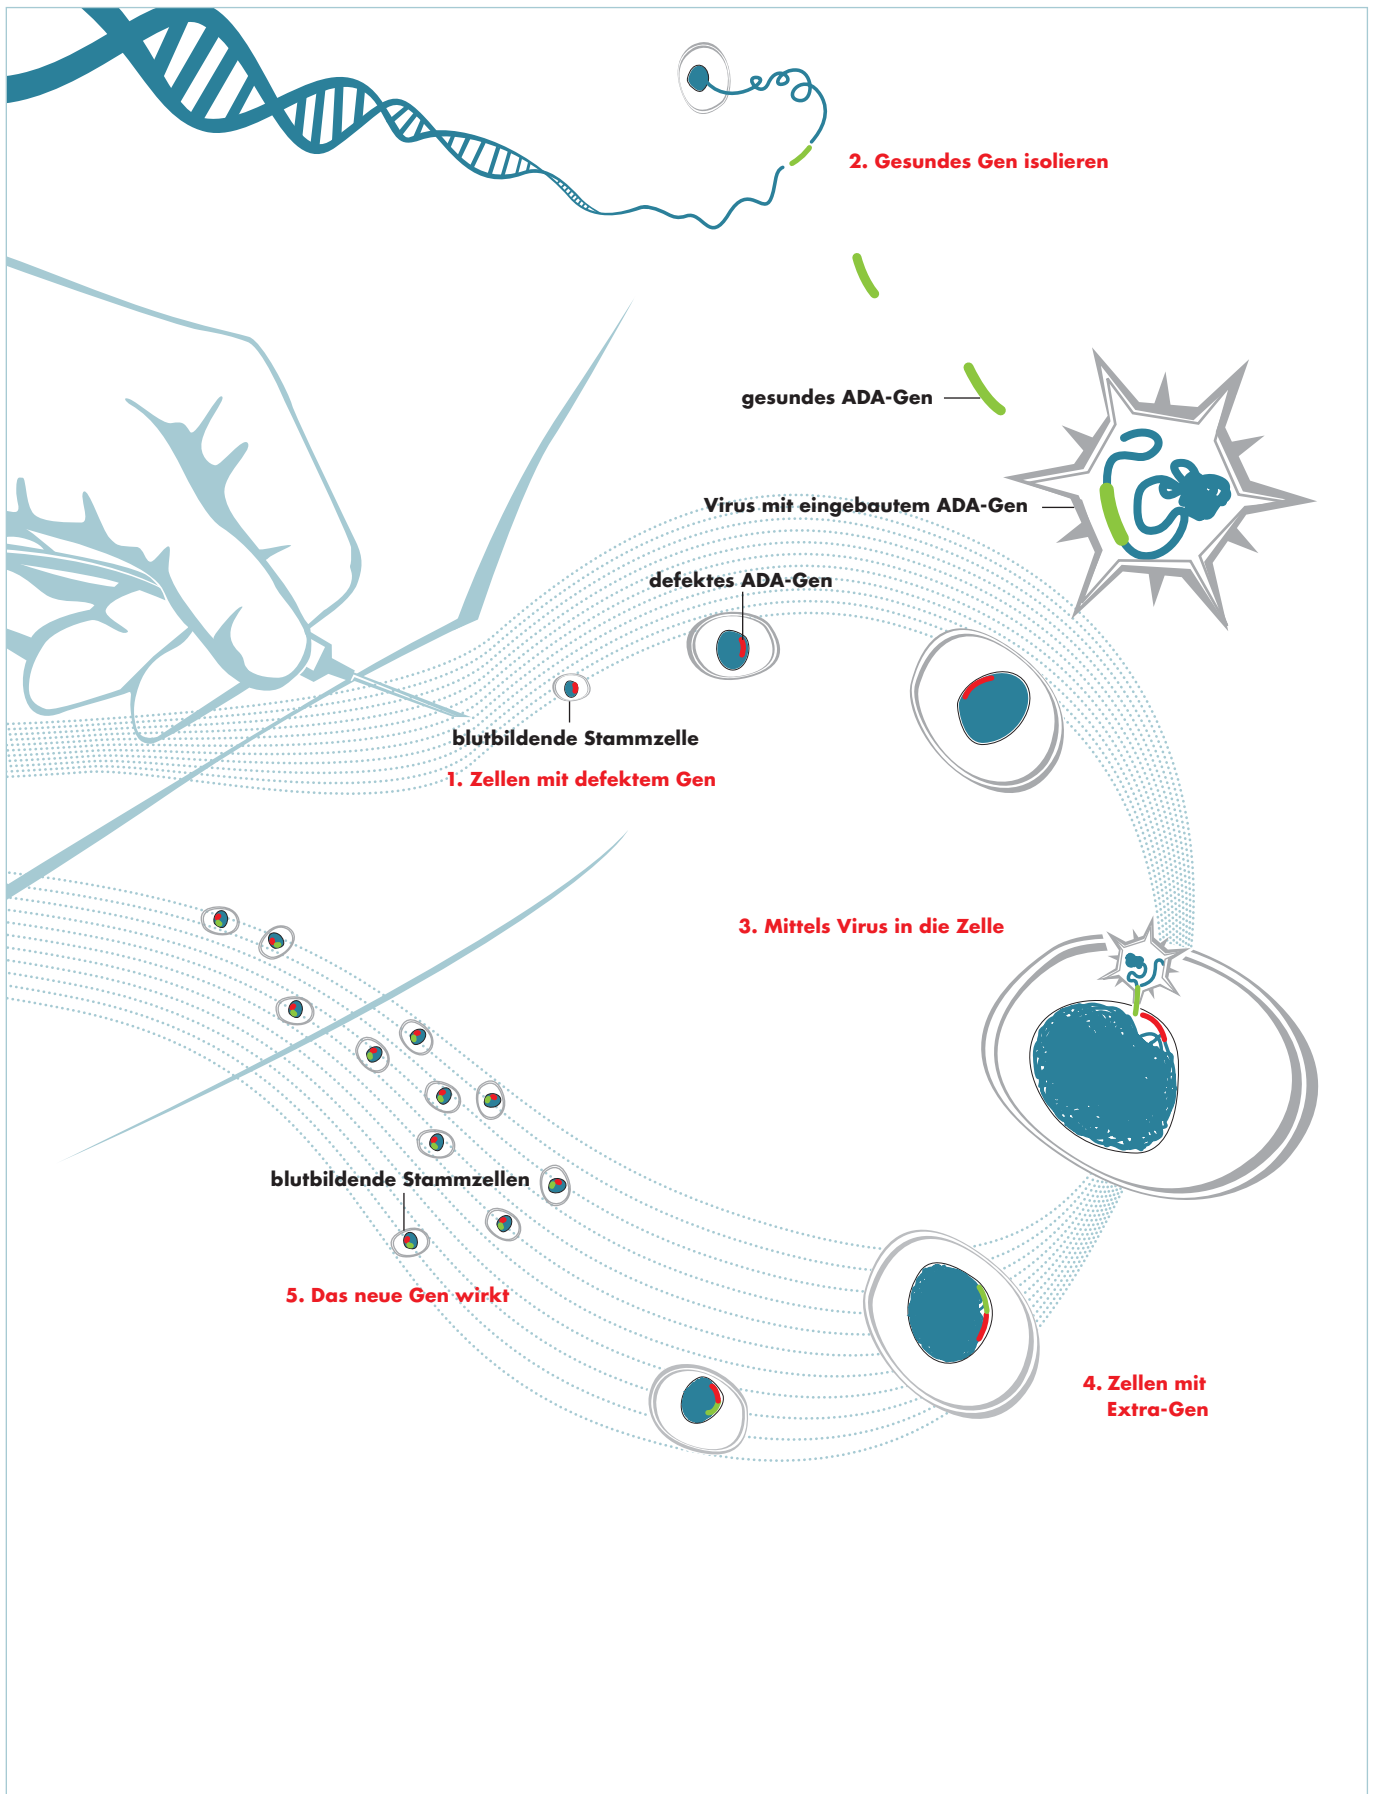 2. Gesundes Gen isolieren
gesundes ADA-Gen
Virus mit eingebautem ADA-Gen
defektes ADA-Gen
blutbildende Stammzelle
1. Zellen mit defektem Gen
3. Mittels Virus in die Zelle
blutbildende Stammzellen
5. Das neue Gen wirkt
4. Zellen mit
Extra-Gen